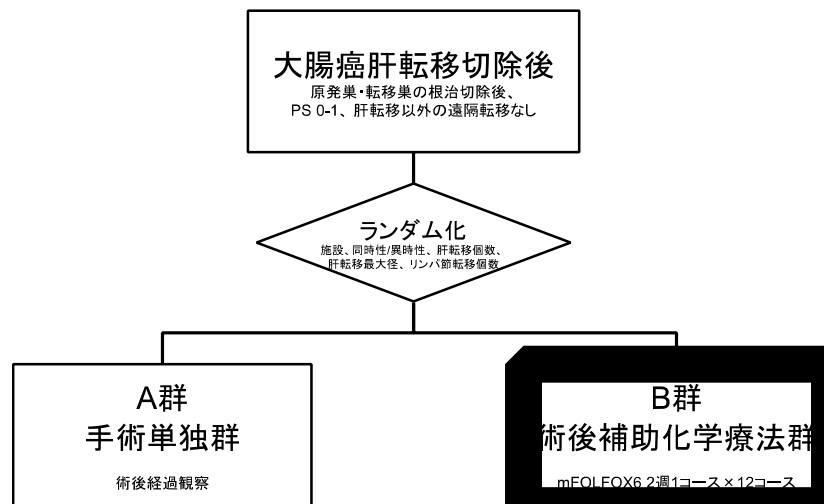 大腸癌肝転移切除後
原発巣・転移巣の根治切除後、
PS 0-1、肝転移以外の遠隔転移なし
ランダム化
施設、同時性/異時性、肝転移個数、
肝転移最大径、リンパ節転移個数
A群
手術単独群
術後経過観察
B群
術後補助化学療法群
mFOLFOX6 2週1コース × 12コース